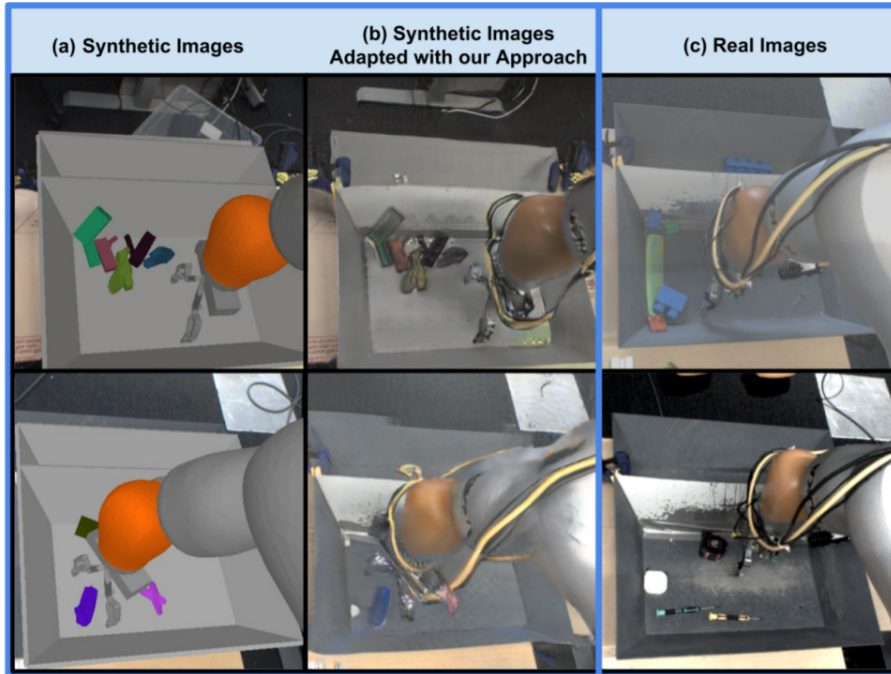 (a) Synthetic Images
(b) Synthetic Images
Adapted with our Approach
(c) Real Images